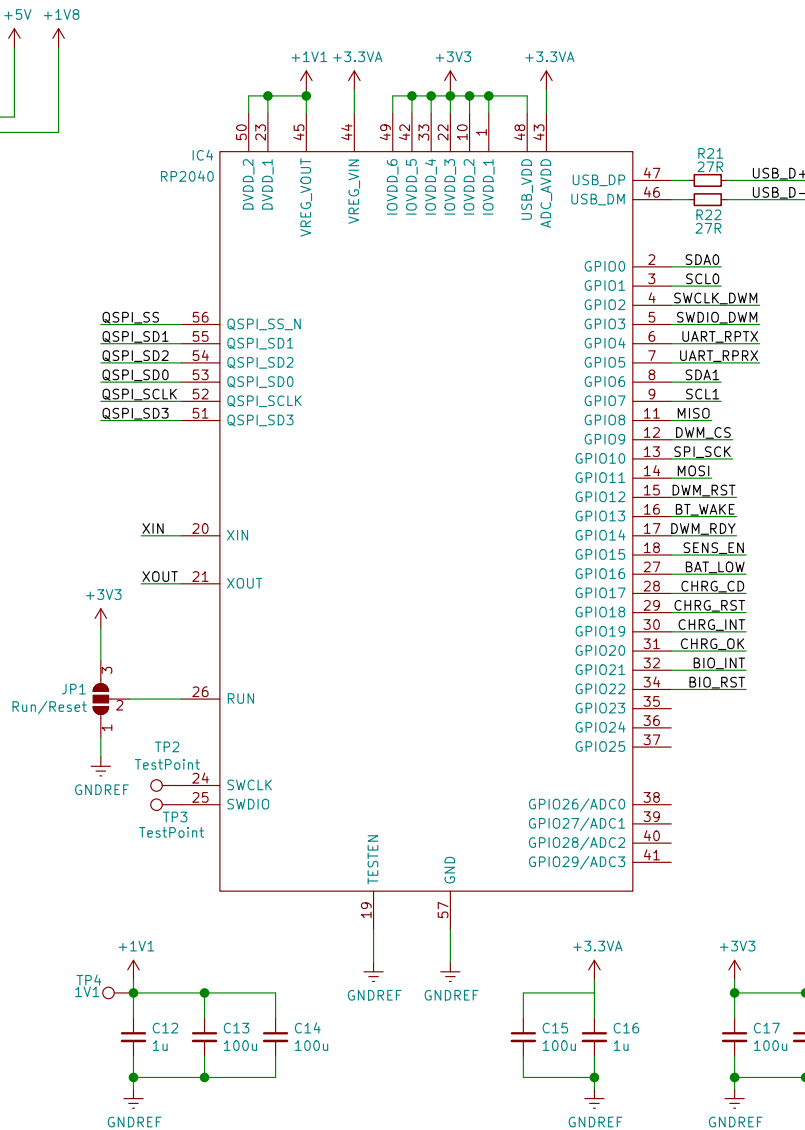 +5V +1V8
+1V1 +3.3VA +3V3 +3.3VA
50 23 45 44 49 42 33 22 10 1 48 43
IC4
RP2040
DVDD_2 DVDD_1 VREG_VOUT VREG_VIN IOVDD_6 IOVDD_5 IOVDD_4 IOVDD_3 IOVDD_2 IOVDD_1 USB_VDD ADC_AVDD
R21
27R
USB_DP 47 USB_D+
USB_DM 46 USB_D-
R22
27R
GPIO0 2 SDA0
GPIO1 3 SCL0
GPIO2 4 SWCLK_DWM
GPIO3 5 SWDIO_DWM
GPIO4 6 UART_RPTX
GPIO5 7 UART_RPRX
GPIO6 8 SDA1
GPIO7 9 SCL1
GPIO8 11 MISO
GPIO9 12 DWM_CS
GPIO10 13 SPI_SCK
GPIO11 14 MOSI
GPIO12 15 DWM_RST
GPIO13 16 BT_WAKE
GPIO14 17 DWM_RDY
GPIO15 18 SENS_EN
GPIO16 27 BAT_LOW
GPIO17 28 CHRG_CD
GPIO18 29 CHRG_RST
GPIO19 30 CHRG_INT
GPIO20 31 CHRG_OK
GPIO21 32 BIO_INT
GPIO22 34 BIO_RST
GPIO23 35
GPIO24 36
GPIO25 37
GPIO26/ADC0 38
GPIO27/ADC1 39
GPIO28/ADC2 40
GPIO29/ADC3 41
QSPI_SS 56 QSPI_SS_N
QSPI_SD1 55 QSPI_SD1
QSPI_SD2 54 QSPI_SD2
QSPI_SD0 53 QSPI_SD0
QSPI_SCLK 52 QSPI_SCLK
QSPI_SD3 51 QSPI_SD3
XIN 20 XIN
XOUT 21 XOUT
+3V3
3
JP1
Run/Reset 2 26 RUN
1
GNDREF
TP2
TestPoint
24 SWCLK
25 SWDIO
TP3
TestPoint
TESTEN GND
19 57
GNDREF GNDREF
+1V1
TP4
1V1
C12
1u
C13
100u
C14
100u
GNDREF
+3.3VA
C15
100u
C16
1u
GNDREF
+3V3
C17
100u
GNDREF